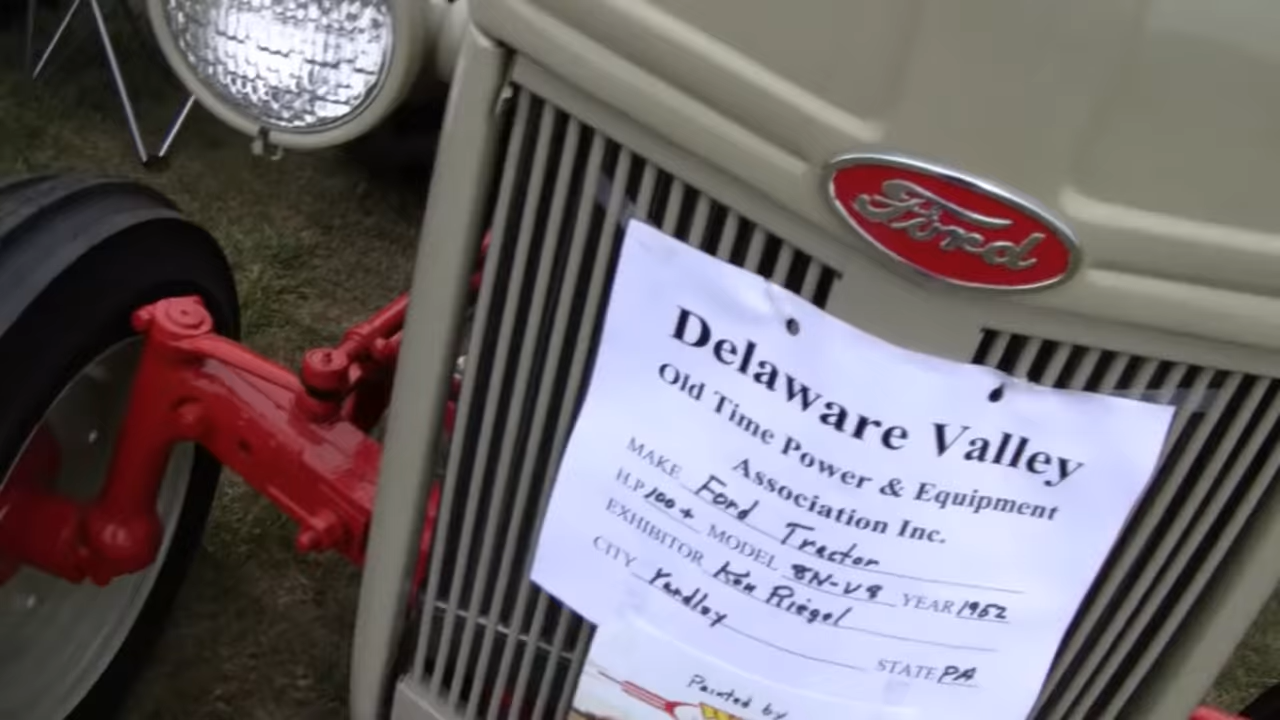 Ford
Delaware Valley
Old Time Power & Equipment
Association Inc.
MAKE Ford Tractor
H.P 100+ MODEL 8N-V8 YEAR 1952
EXHIBITOR Ken Riegel
CITY Yardley STATE PA
Painted by